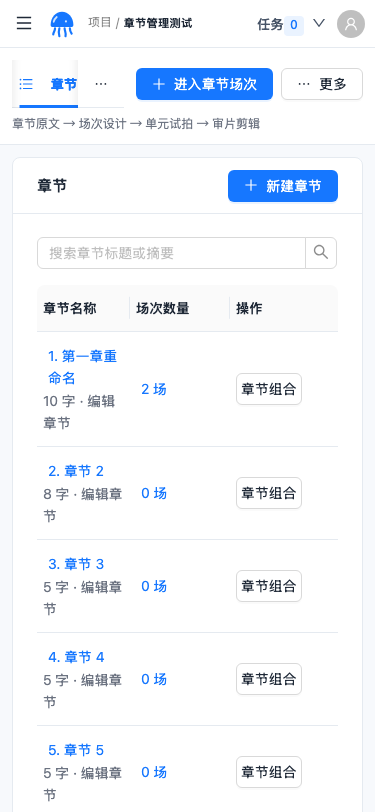 项目 / 章节管理测试
任务 0
章节
···
进入章节场次
··· 更多
章节原文 → 场次设计 → 单元试拍 → 审片剪辑
章节
新建章节
搜索章节标题或摘要
章节名称 场次数量 操作
1. 第一章重
命名
10 字 · 编辑
章节
2 场
章节组合
2. 章节 2
8 字 · 编辑章
节
0 场
章节组合
3. 章节 3
5 字 · 编辑章
节
0 场
章节组合
4. 章节 4
5 字 · 编辑章
节
0 场
章节组合
5. 章节 5
5 字 · 编辑章
节
0 场
章节组合